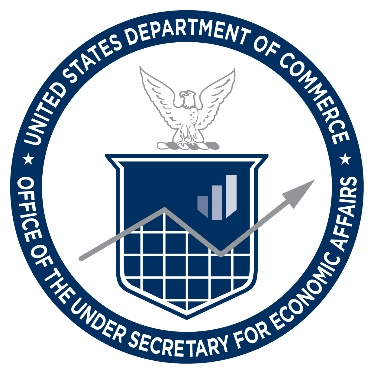 UNITED STATES DEPARTMENT OF COMMERCE
OFFICE OF THE UNDER SECRETARY FOR ECONOMIC AFFAIRS